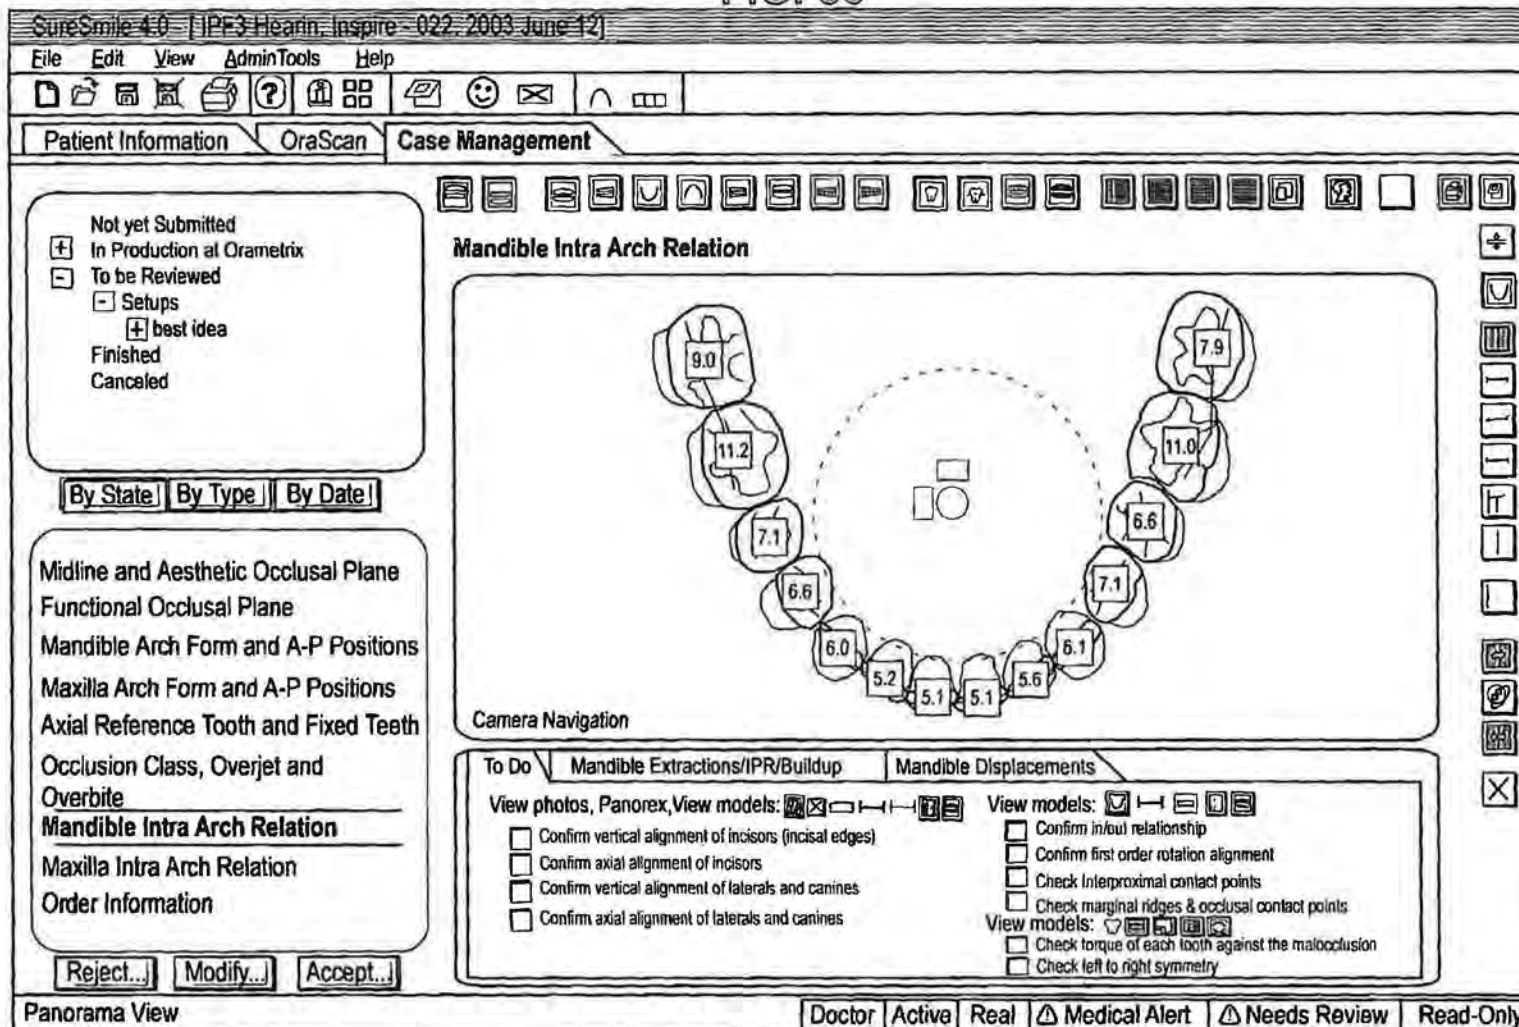 SureSmile 4.0 - [ IPF3 Hearin, Inspire - 022, 2003 June 12]
File Edit View AdminTools Help
Patient Information OraScan Case Management
Not yet Submitted
+ In Production at Orametrix
- To be Reviewed
- Setups
+ best idea
Finished
Canceled
By State By Type By Date
Midline and Aesthetic Occlusal Plane
Functional Occlusal Plane
Mandible Arch Form and A-P Positions
Maxilla Arch Form and A-P Positions
Axial Reference Tooth and Fixed Teeth
Occlusion Class, Overjet and
Overbite
Mandible Intra Arch Relation
Maxilla Intra Arch Relation
Order Information
Reject... Modify... Accept...
Mandible Intra Arch Relation
9.0 7.9
11.2 11.0
7.1 6.6
6.6 7.1
6.0 6.1
5.2 5.1 5.1 5.6
Camera Navigation
To Do Mandible Extractions/IPR/Buildup Mandible Displacements
View photos, Panorex,View models:
Confirm vertical alignment of incisors (incisal edges)
Confirm axial alignment of incisors
Confirm vertical alignment of laterals and canines
Confirm axial alignment of laterals and canines
View models:
Confirm in/out relationship
Confirm first order rotation alignment
Check Interproximal contact points
Check marginal ridges & occlusal contact points
View models:
Check torque of each tooth against the malocclusion
Check left to right symmetry
Panorama View Doctor Active Real Medical Alert Needs Review Read-Only